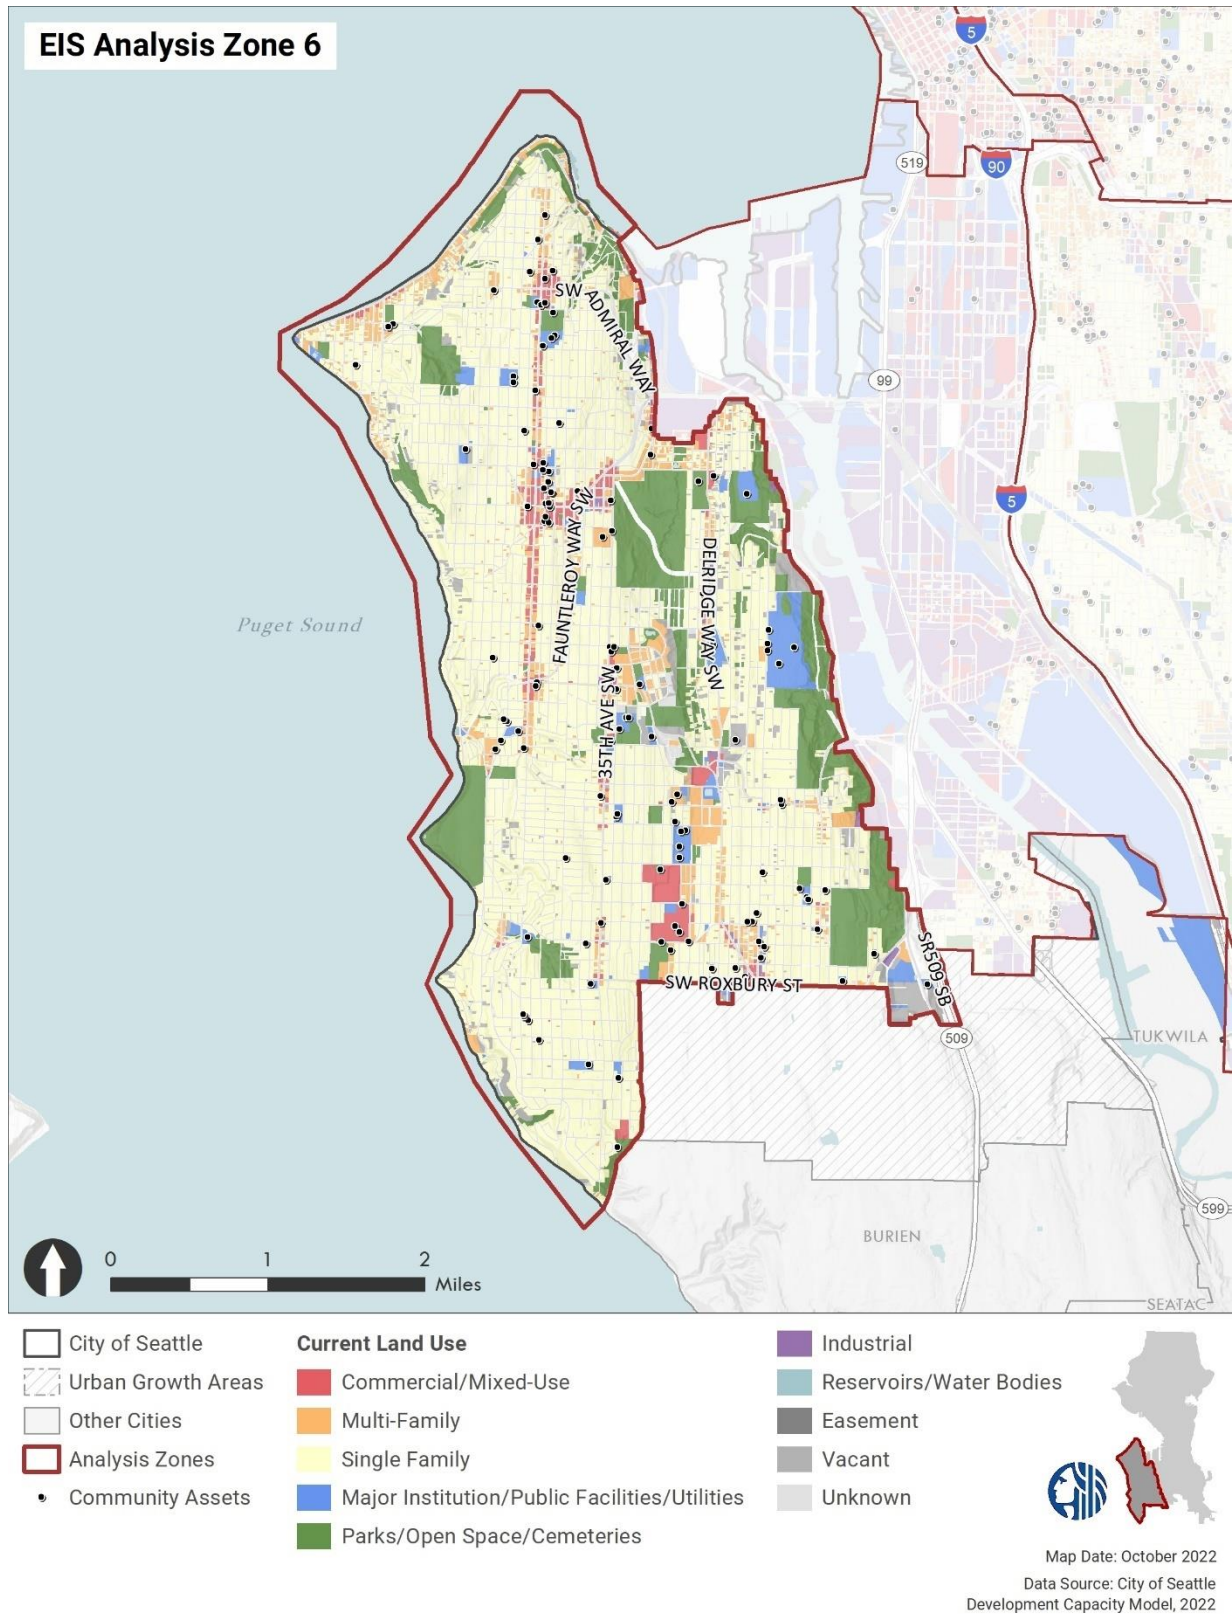 EIS Analysis Zone 6
5
519
90
SW ADMIRAL WAY
99
5
FAUNTLEROY WAY SW
DELRIDGE WAY SW
Puget Sound
35TH AVE SW
SR509 SB
SW ROXBURY ST
509
TUKWILA
599
BURIEN
SEATAC
0 1 2
Miles
City of Seattle
Urban Growth Areas
Other Cities
Analysis Zones
Community Assets
Current Land Use
Commercial/Mixed-Use
Multi-Family
Single Family
Major Institution/Public Facilities/Utilities
Parks/Open Space/Cemeteries
Industrial
Reservoirs/Water Bodies
Easement
Vacant
Unknown
Map Date: October 2022
Data Source: City of Seattle
Development Capacity Model, 2022